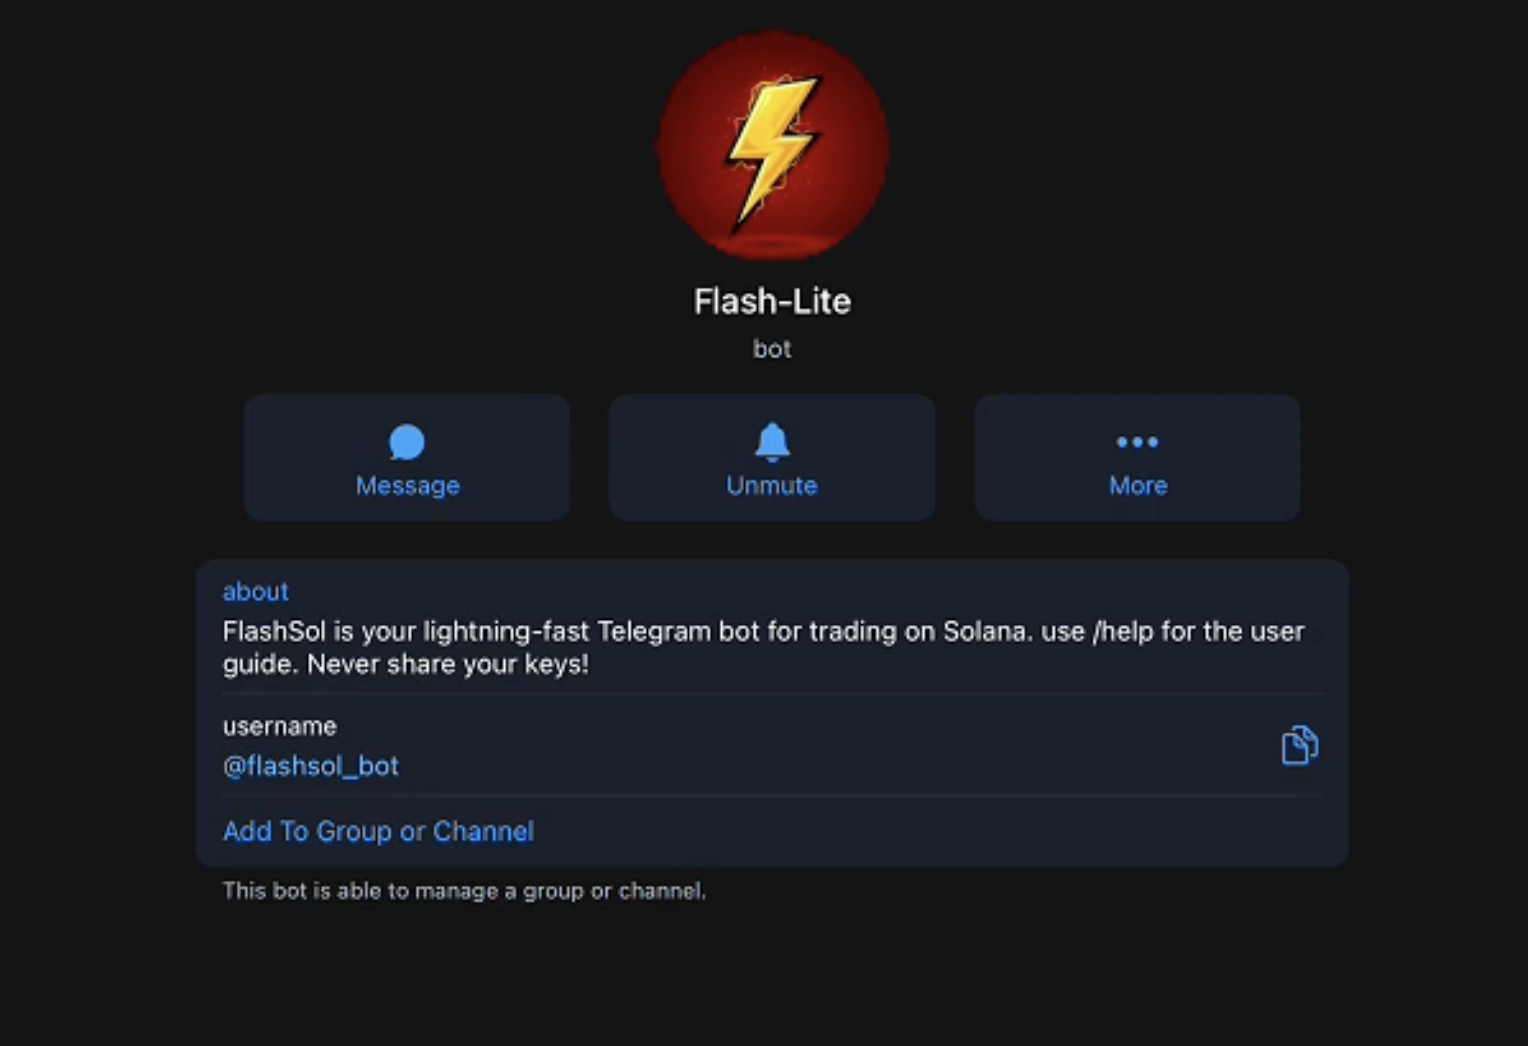 Flash-Lite
bot
Message
Unmute
More
about
FlashSol is your lightning-fast Telegram bot for trading on Solana. use /help for the user
guide. Never share your keys!
username
@flashsol_bot
Add To Group or Channel
This bot is able to manage a group or channel.